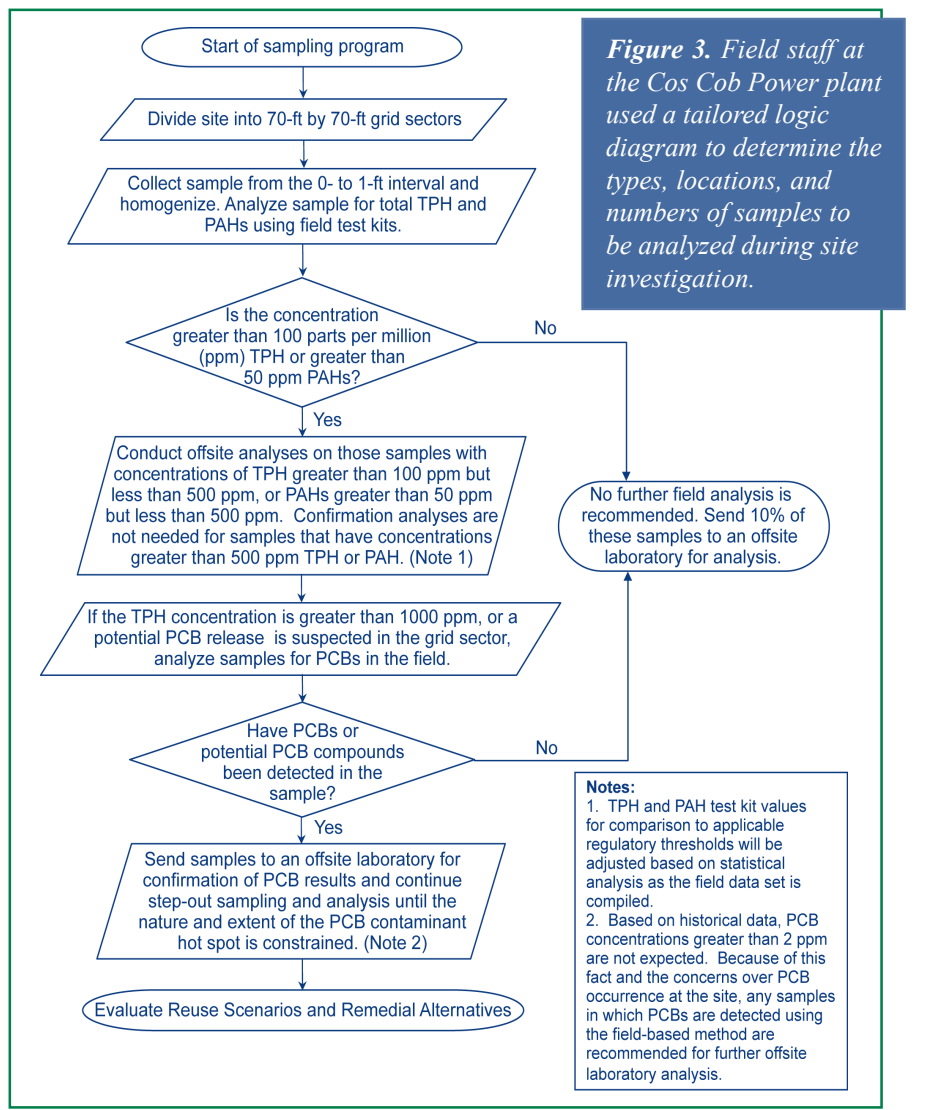 Start of sampling program
Figure 3. Field staff at
the Cos Cob Power plant
used a tailored logic
diagram to determine the
types, locations, and
numbers of samples to
be analyzed during site
investigation.
Divide site into 70-ft by 70-ft grid sectors
Collect sample from the 0- to 1-ft interval and
homogenize. Analyze sample for total TPH and
PAHs using field test kits.
Is the concentration
greater than 100 parts per million
(ppm) TPH or greater than
50 ppm PAHs?
No
Yes
Conduct offsite analyses on those samples with
concentrations of TPH greater than 100 ppm but
less than 500 ppm, or PAHs greater than 50 ppm
but less than 500 ppm. Confirmation analyses are
not needed for samples that have concentrations
greater than 500 ppm TPH or PAH. (Note 1)
No further field analysis is
recommended. Send 10% of
these samples to an offsite
laboratory for analysis.
If the TPH concentration is greater than 1000 ppm, or a
potential PCB release is suspected in the grid sector,
analyze samples for PCBs in the field.
Have PCBs or
potential PCB compounds
been detected in the
sample?
No
Yes
Send samples to an offsite laboratory for
confirmation of PCB results and continue
step-out sampling and analysis until the
nature and extent of the PCB contaminant
hot spot is constrained. (Note 2)
Evaluate Reuse Scenarios and Remedial Alternatives
Notes:
1. TPH and PAH test kit values
for comparison to applicable
regulatory thresholds will be
adjusted based on statistical
analysis as the field data set is
compiled.
2. Based on historical data, PCB
concentrations greater than 2 ppm
are not expected. Because of this
fact and the concerns over PCB
occurrence at the site, any samples
in which PCBs are detected using
the field-based method are
recommended for further offsite
laboratory analysis.